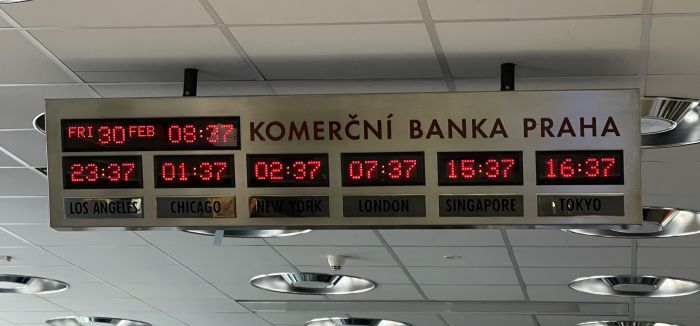 FRI 30 FEB 08:37 KOMERČNÍ BANKA PRAHA
23:37 01:37 02:37 07:37 15:37 16:37
LOS ANGELES CHICAGO NEW YORK LONDON SINGAPORE TOKYO